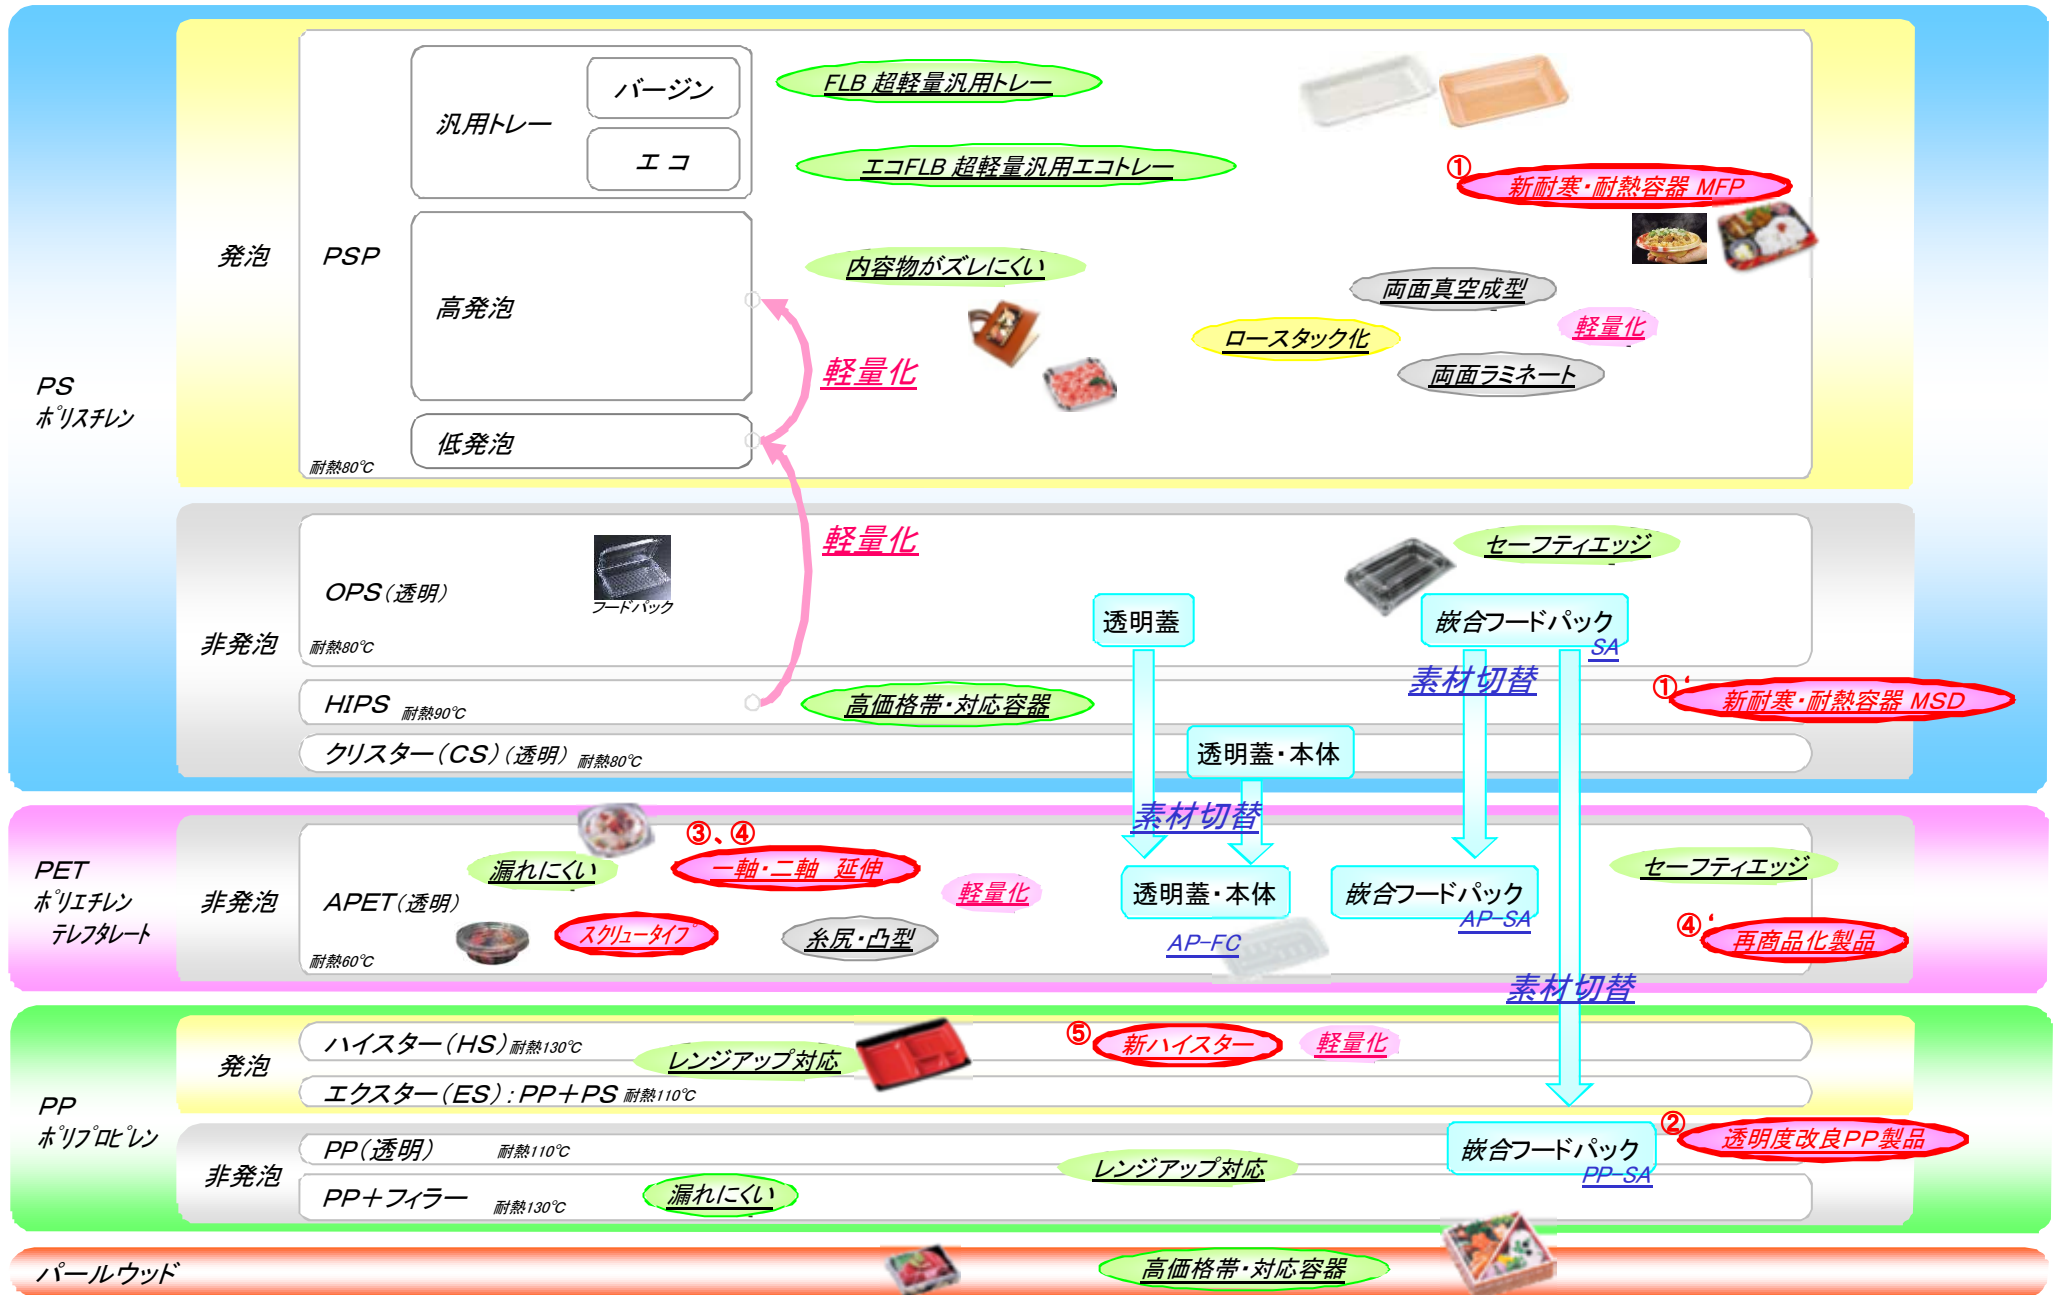 PS
ﾎﾟﾘｽﾁﾚﾝ
発泡
PSP
耐熱80℃
汎用トレー
バージン
エ コ
FLB 超軽量汎用トレー
エコFLB 超軽量汎用エコトレー
①
新耐寒・耐熱容器 MFP
高発泡
内容物がズレにくい
両面真空成型
ロースタック化
軽量化
両面ラミネート
軽量化
低発泡
軽量化
非発泡
OPS（透明）
耐熱80℃
フードパック
セーフティエッジ
透明蓋
嵌合フードパック
SA
素材切替
HIPS 耐熱90℃
高価格帯・対応容器
①‘
新耐寒・耐熱容器 MSD
クリスター（CS）（透明） 耐熱80℃
透明蓋・本体
素材切替
PET
ﾎﾟﾘｴﾁﾚﾝ
ﾃﾚﾌﾀﾚｰﾄ
非発泡
APET（透明）
耐熱60℃
漏れにくい
③、④
一軸・二軸 延伸
軽量化
スクリュータイプ
糸尻・凸型
透明蓋・本体
AP-FC
嵌合フードパック
AP-SA
セーフティエッジ
④‘
再商品化製品
素材切替
PP
ﾎﾟﾘﾌﾟﾛﾋﾟﾚﾝ
発泡
ハイスター（HS） 耐熱130℃
レンジアップ対応
⑤
新ハイスター
軽量化
エクスター（ES）：PP＋PS 耐熱110℃
非発泡
PP（透明） 耐熱110℃
レンジアップ対応
嵌合フードパック
PP-SA
②
透明度改良PP製品
PP＋フィラー 耐熱130℃
漏れにくい
パールウッド
高価格帯・対応容器